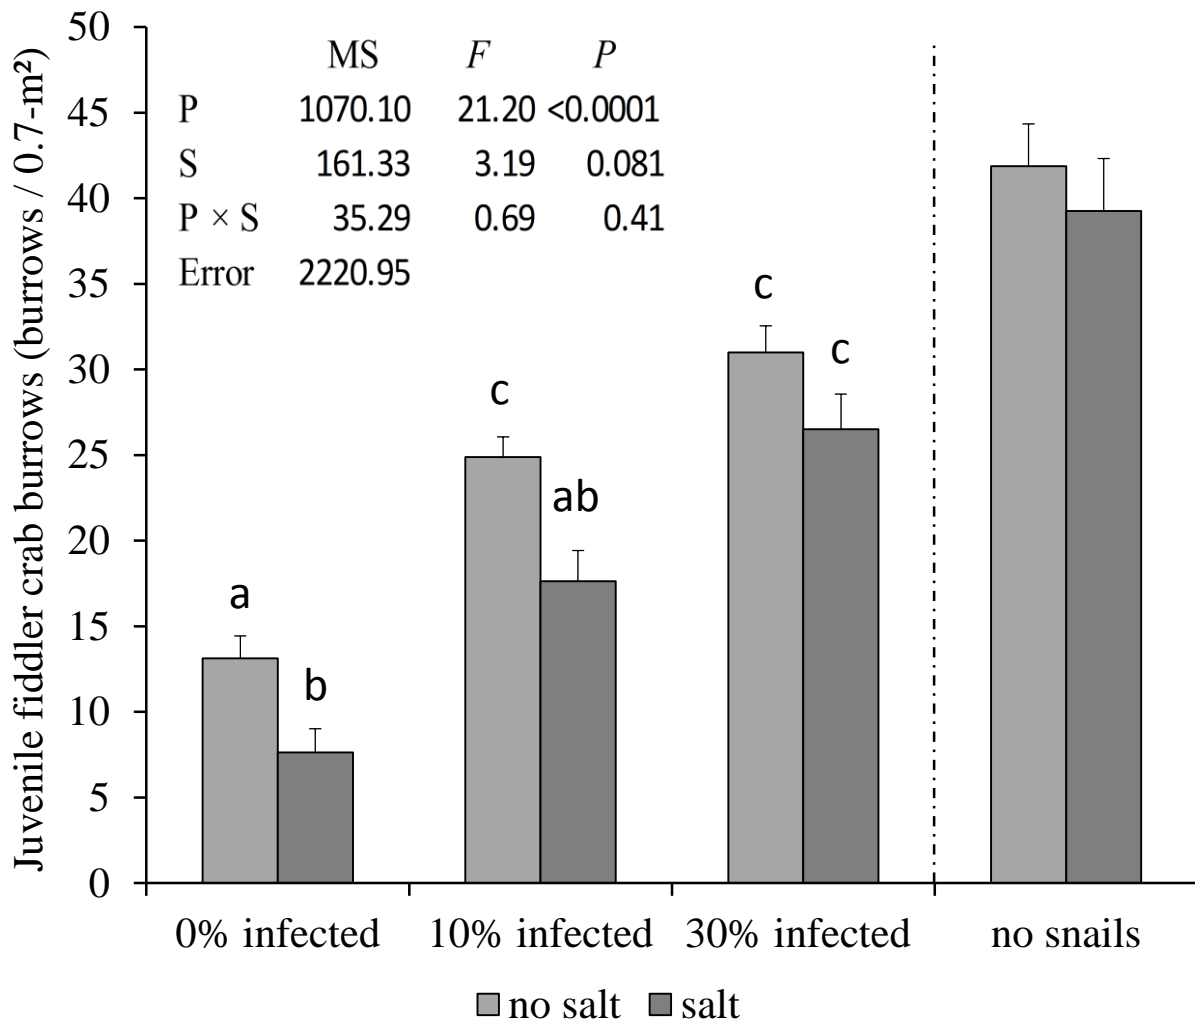 Juvenile fiddler crab burrows (burrows / 0.7-m²)
50
45
40
35
30
25
20
15
10
5
0
MS F P
P 1070.10 21.20 <0.0001
S 161.33 3.19 0.081
P × S 35.29 0.69 0.41
Error 2220.95
a
b
c
ab
c
c
0% infected 10% infected 30% infected no snails
no salt salt